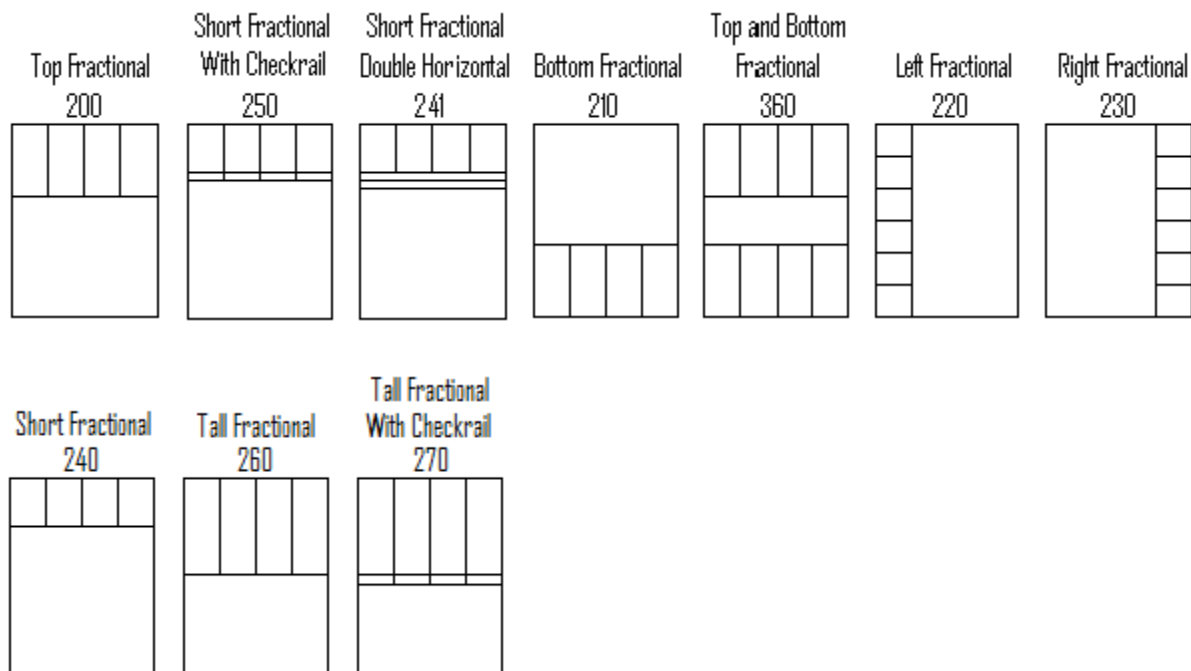 Top Fractional
200
Short Fractional
With Checkrail
250
Short Fractional
Double Horizontal
241
Bottom Fractional
210
Top and Bottom
Fractional
360
Left Fractional
220
Right Fractional
230
Short Fractional
240
Tall Fractional
260
Tall Fractional
With Checkrail
270